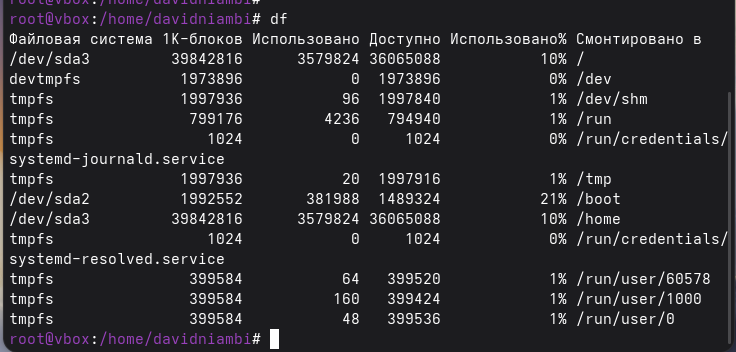 root@vbox:/home/davidniambi# df
Файловая система 1K-блоков Использовано Доступно Использовано% Смонтировано в
/dev/sda3 39842816 3579824 36065088 10% /
devtmpfs 1973896 0 1973896 0% /dev
tmpfs 1997936 96 1997840 1% /dev/shm
tmpfs 799176 4236 794940 1% /run
tmpfs 1024 0 1024 0% /run/credentials/
systemd-journald.service
tmpfs 1997936 20 1997916 1% /tmp
/dev/sda2 1992552 381988 1489324 21% /boot
/dev/sda3 39842816 3579824 36065088 10% /home
tmpfs 1024 0 1024 0% /run/credentials/
systemd-resolved.service
tmpfs 399584 64 399520 1% /run/user/60578
tmpfs 399584 160 399424 1% /run/user/1000
tmpfs 399584 48 399536 1% /run/user/0
root@vbox:/home/davidniambi#